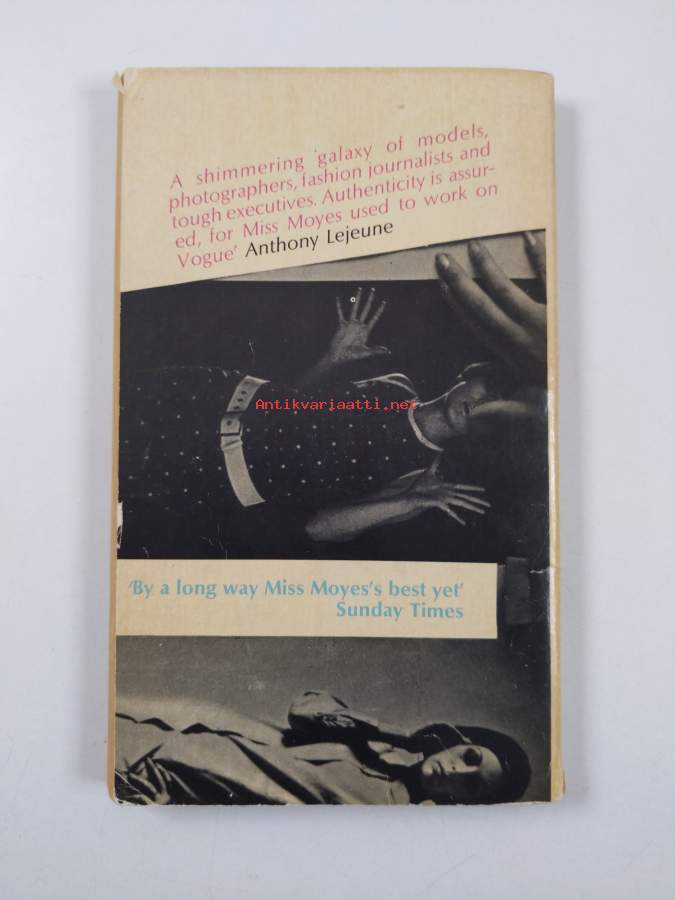 A shimmering galaxy of models,
photographers, fashion journalists and
tough executives. Authenticity is assur-
ed, for Miss Moyes used to work on
Vogue' Anthony Lejeune
Antikvariaatti.net
'By a long way Miss Moyes's best yet'
Sunday Times